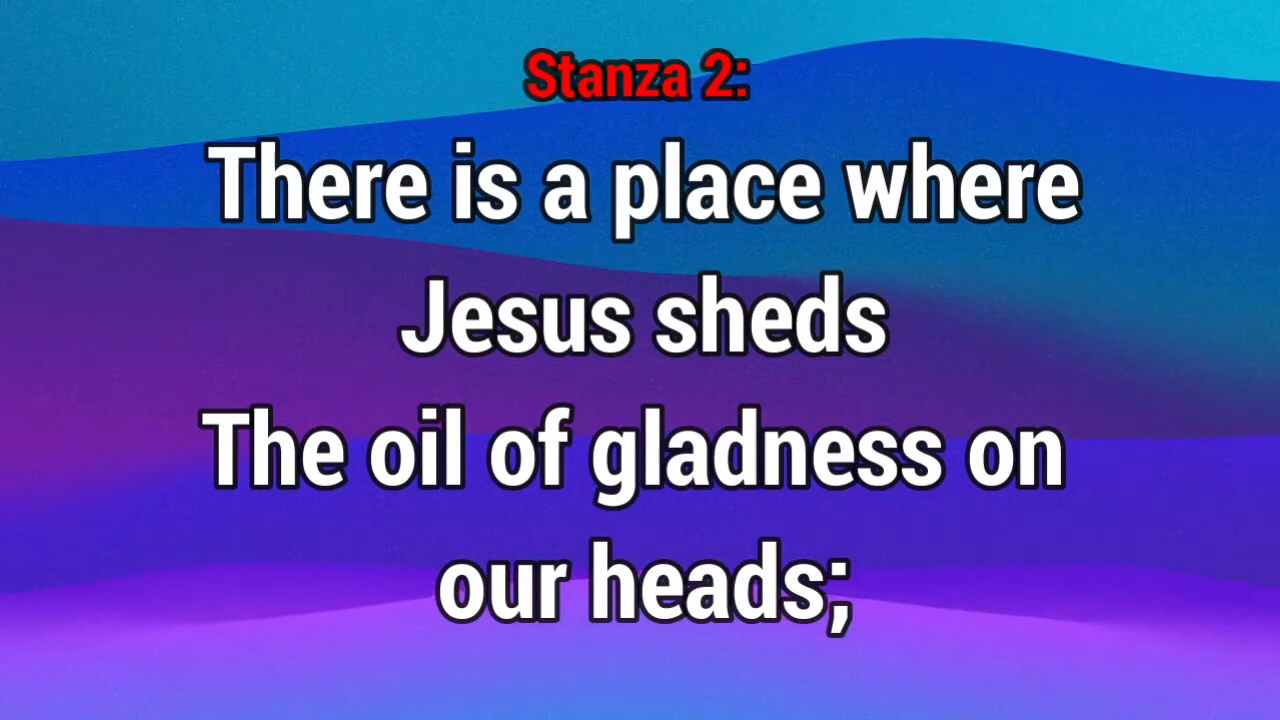 Stanza 2:
There is a place where
Jesus sheds
The oil of gladness on
our heads;